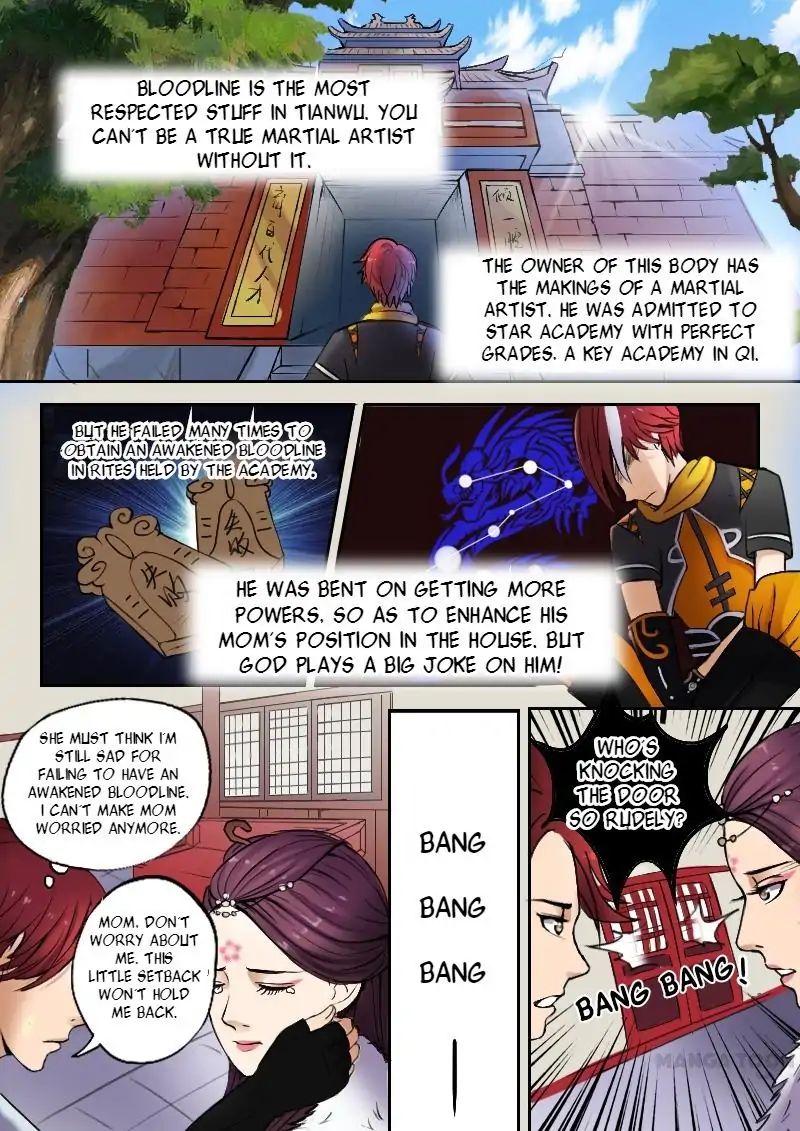 BLOODLINE IS THE MOST
RESPECTED STUFF IN TIANWU. YOU
CAN'T BE A TRUE MARTIAL ARTIST
WITHOUT IT.
THE OWNER OF THIS BODY HAS
THE MAKINGS OF A MARTIAL
ARTIST. HE WAS ADMITTED TO
STAR ACADEMY WITH PERFECT
GRADES. A KEY ACADEMY IN QI.
BUT HE FAILED MANY TIMES TO
OBTAIN AN AWAKENED BLOODLINE
IN RITES HELD BY THE ACADEMY.
失败
失败
HE WAS BENT ON GETTING MORE
POWERS, SO AS TO ENHANCE HIS
MOM'S POSITION IN THE HOUSE. BUT
GOD PLAYS A BIG JOKE ON HIM!
SHE MUST THINK I'M
STILL SAD FOR
FAILING TO HAVE AN
AWAKENED BLOODLINE.
I CAN'T MAKE MOM
WORRIED ANYMORE.
MOM, DON'T
WORRY ABOUT
ME. THIS
LITTLE SETBACK
WON'T HOLD
ME BACK.
BANG
BANG
BANG
WHO'S
KNOCKING
THE DOOR
SO RUDELY?
BANG BANG!
MANGA TOON